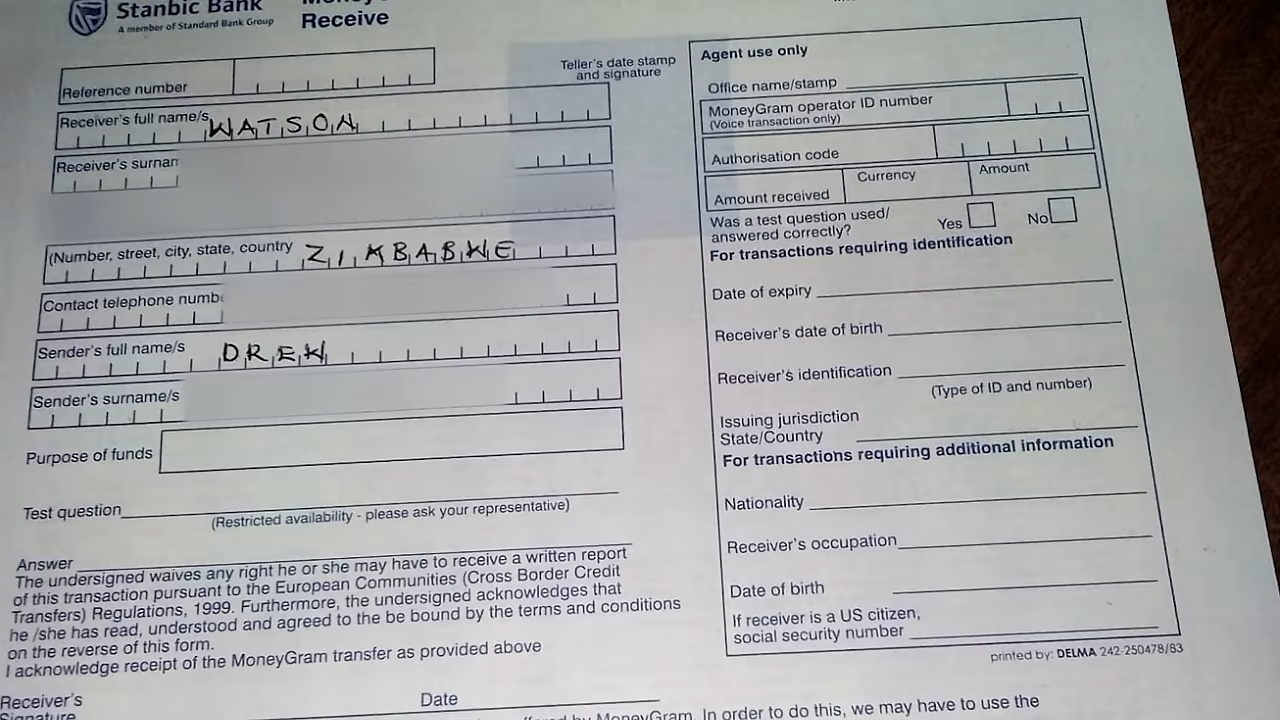 Stanbic Bank
A member of Standard Bank Group
Receive
Reference number
Teller's date stamp
and signature
Receiver's full name/s WATSON
Receiver's surnam
(Number, street, city, state, country ZIMBABWE
Contact telephone numb
Sender's full name/s DREW
Sender's surname/s
Purpose of funds
Test question
(Restricted availability - please ask your representative)
Answer
The undersigned waives any right he or she may have to receive a written report
of this transaction pursuant to the European Communities (Cross Border Credit
Transfers) Regulations, 1999. Furthermore, the undersigned acknowledges that
he /she has read, understood and agreed to the be bound by the terms and conditions
on the reverse of this form.
I acknowledge receipt of the MoneyGram transfer as provided above
Receiver's
Signature
Date
Agent use only
Office name/stamp
MoneyGram operator ID number
(Voice transaction only)
Authorisation code
Amount received
Currency
Amount
Was a test question used/
answered correctly?
Yes
No
For transactions requiring identification
Date of expiry
Receiver's date of birth
Receiver's identification
(Type of ID and number)
Issuing jurisdiction
State/Country
For transactions requiring additional information
Nationality
Receiver's occupation
Date of birth
If receiver is a US citizen,
social security number
printed by: DELMA 242-250478/83
by MoneyGram. In order to do this, we may have to use the